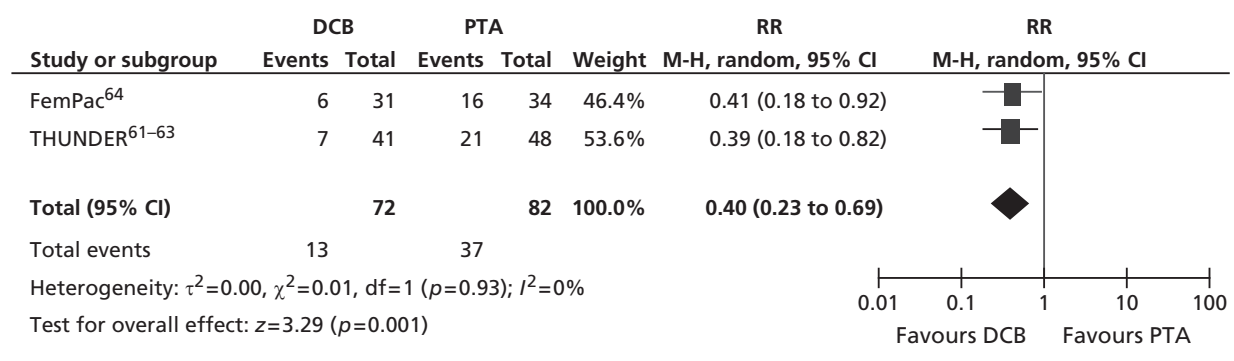 DCB PTA RR RR
Study or subgroup Events Total Events Total Weight M-H, random, 95% CI M-H, random, 95% CI
FemPac64 6 31 16 34 46.4% 0.41 (0.18 to 0.92)
THUNDER61–63 7 41 21 48 53.6% 0.39 (0.18 to 0.82)
Total (95% CI) 72 82 100.0% 0.40 (0.23 to 0.69)
Total events 13 37
Heterogeneity: τ2=0.00, χ2=0.01, df=1 (p=0.93); I2=0%
Test for overall effect: z=3.29 (p=0.001)
0.01 0.1 1 10 100
Favours DCB Favours PTA